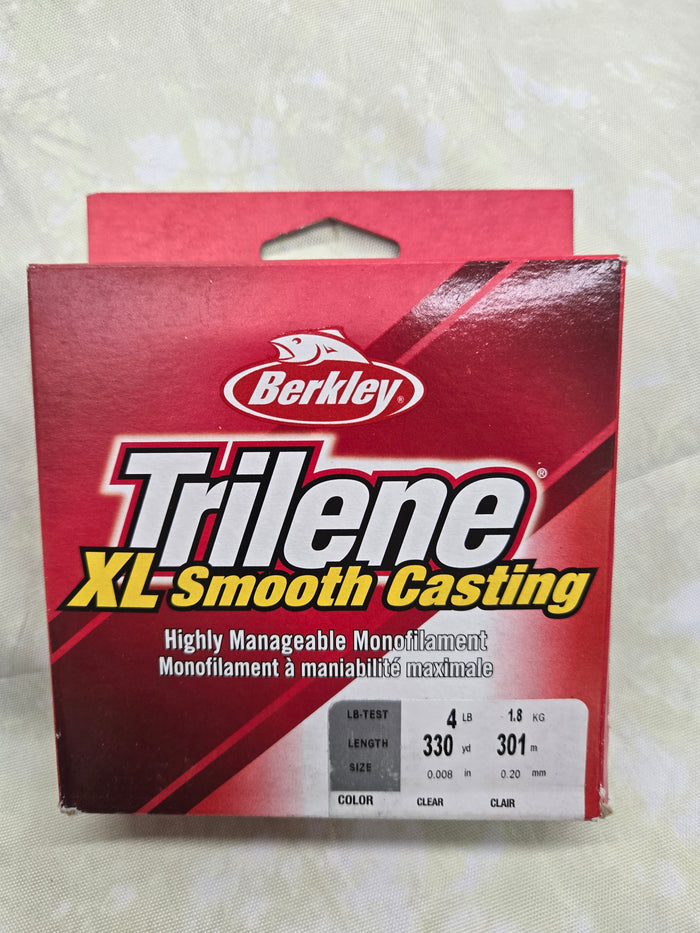 Berkley®
Trilene®
XL Smooth Casting
Highly Manageable Monofilament
Monofilament à maniabilité maximale
LB-TEST 4 LB 1.8 KG
LENGTH 330 yd 301 m
SIZE 0.008 in 0.20 mm
COLOR CLEAR CLAIR